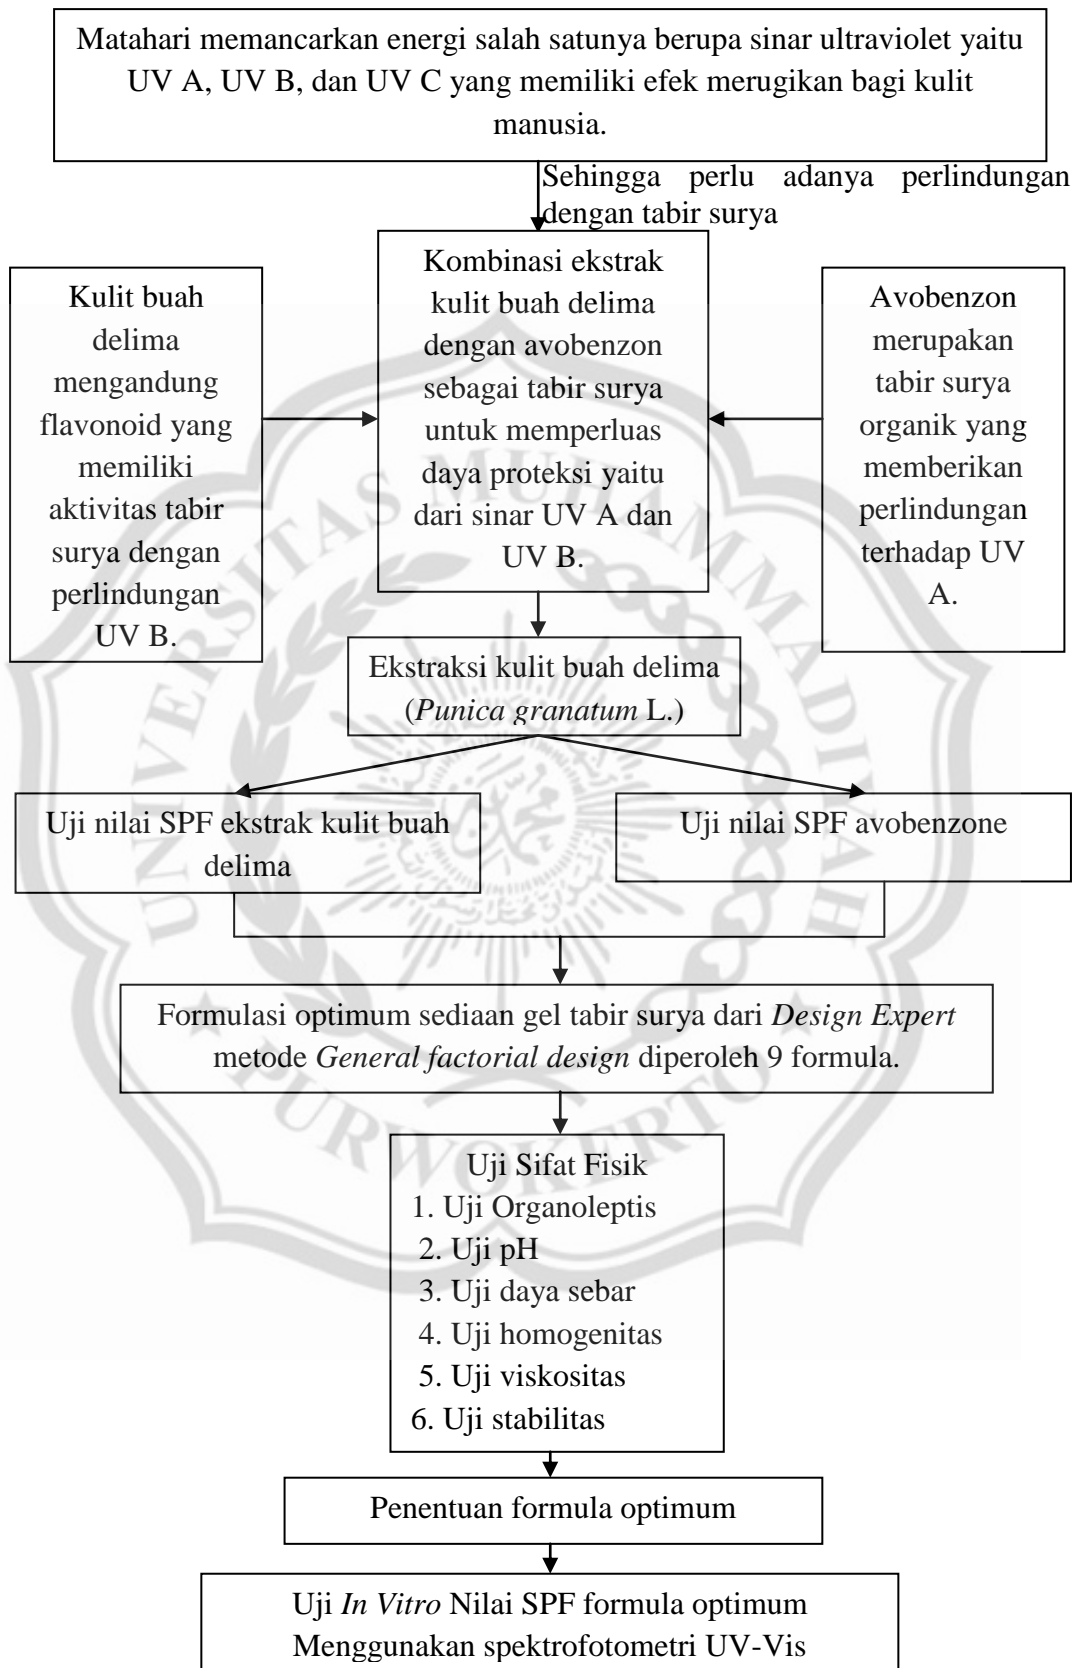 Matahari memancarkan energi salah satunya berupa sinar ultraviolet yaitu
UV A, UV B, dan UV C yang memiliki efek merugikan bagi kulit
manusia.
Sehingga perlu adanya perlindungan
dengan tabir surya
Kulit buah
delima
mengandung
flavonoid yang
memiliki
aktivitas tabir
surya dengan
perlindungan
UV B.
Kombinasi ekstrak
kulit buah delima
dengan avobenzon
sebagai tabir surya
untuk memperluas
daya proteksi yaitu
dari sinar UV A dan
UV B.
Avobenzon
merupakan
tabir surya
organik yang
memberikan
perlindungan
terhadap UV
A.
Ekstraksi kulit buah delima
(Punica granatum L.)
Uji nilai SPF ekstrak kulit buah
delima
Uji nilai SPF avobenzone
Formulasi optimum sediaan gel tabir surya dari Design Expert
metode General factorial design diperoleh 9 formula.
Uji Sifat Fisik
1. Uji Organoleptis
2. Uji pH
3. Uji daya sebar
4. Uji homogenitas
5. Uji viskositas
6. Uji stabilitas
Penentuan formula optimum
Uji In Vitro Nilai SPF formula optimum
Menggunakan spektrofotometri UV-Vis
UNIVERSITAS MUHAMMADIYAH
PURWOKERTO